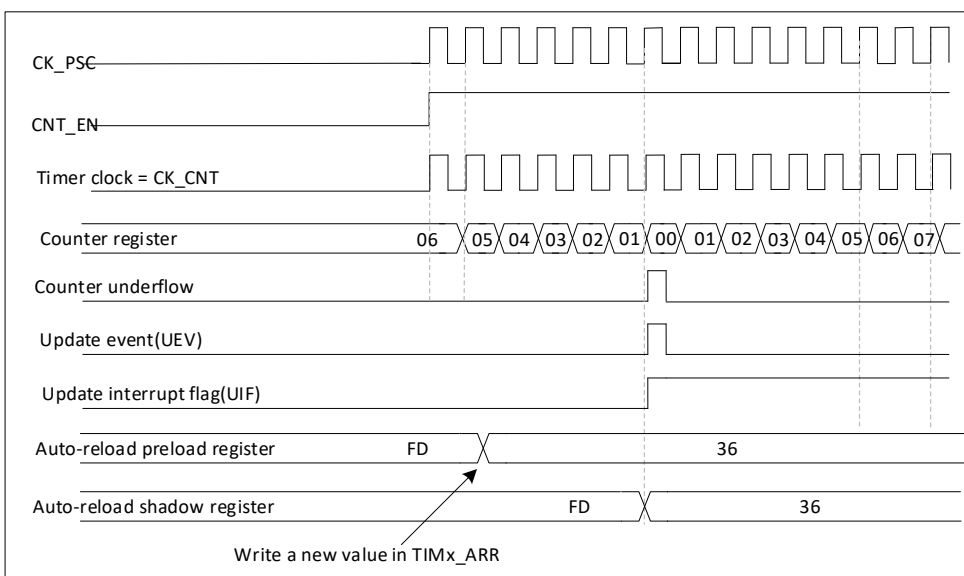 CK_PSC
CNT_EN
Timer clock = CK_CNT
Counter register 06 05 04 03 02 01 00 01 02 03 04 05 06 07
Counter underflow
Update event(UEV)
Update interrupt flag(UIF)
Auto-reload preload register FD 36
Auto-reload shadow register FD 36
Write a new value in TIMx_ARR